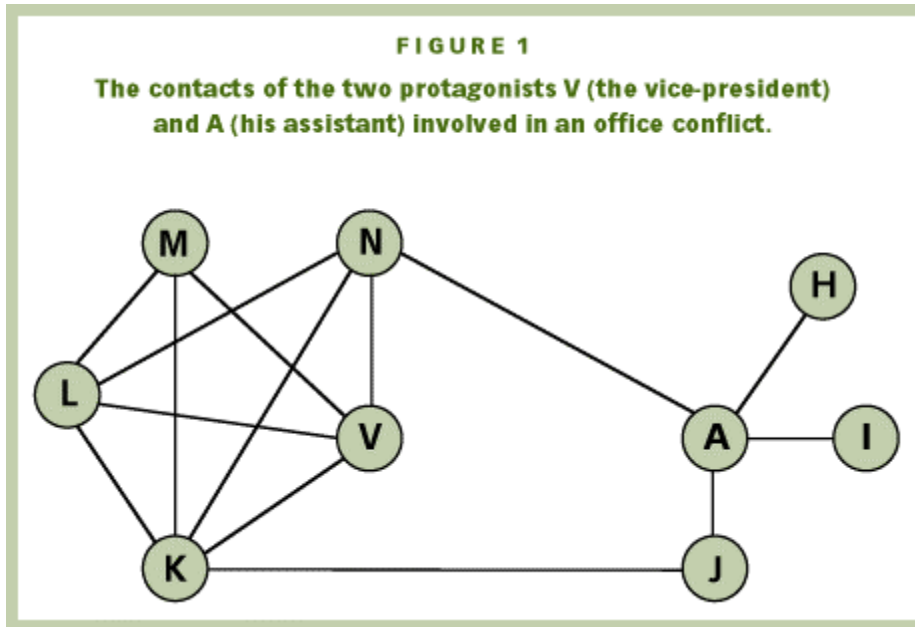 FIGURE 1
The contacts of the two protagonists V (the vice-president)
and A (his assistant) involved in an office conflict.
M
N
H
L
V
A
I
K
J